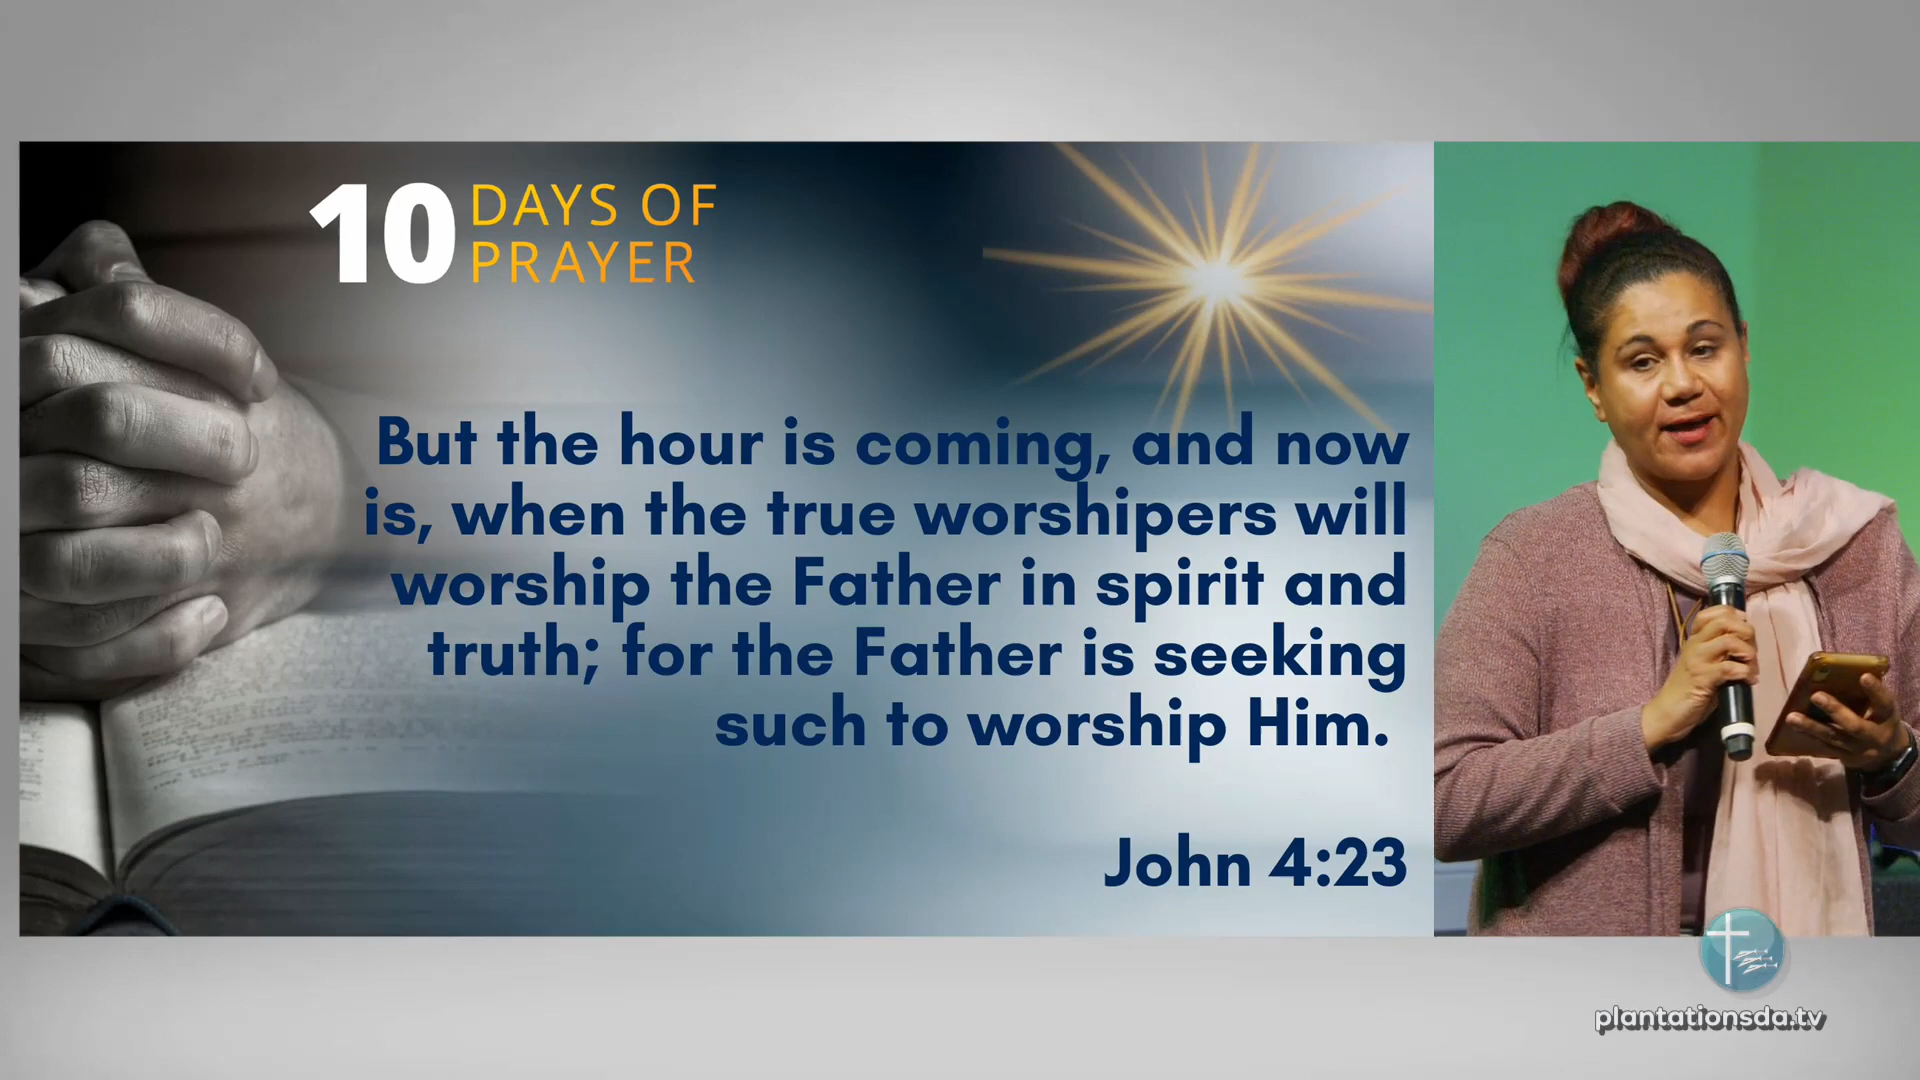 10 DAYS OF
PRAYER
But the hour is coming, and now
is, when the true worshipers will
worship the Father in spirit and
truth; for the Father is seeking
such to worship Him.
John 4:23
plantationsda.tv